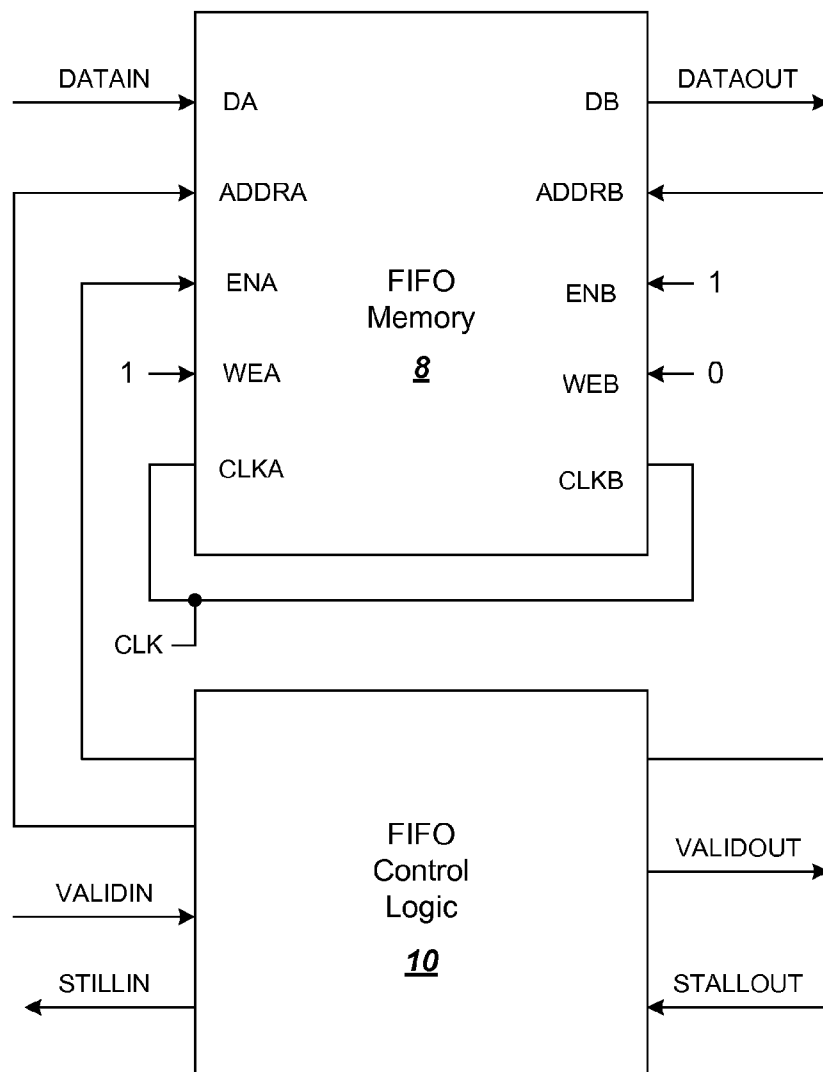 DATAIN
DA
DB
DATAOUT
ADDRA
ADDRB
ENA
FIFO
Memory
8
ENB
1
1
WEA
WEB
0
CLKA
CLKB
CLK
FIFO
Control
Logic
10
VALIDOUT
VALIDIN
STILLIN
STALLOUT